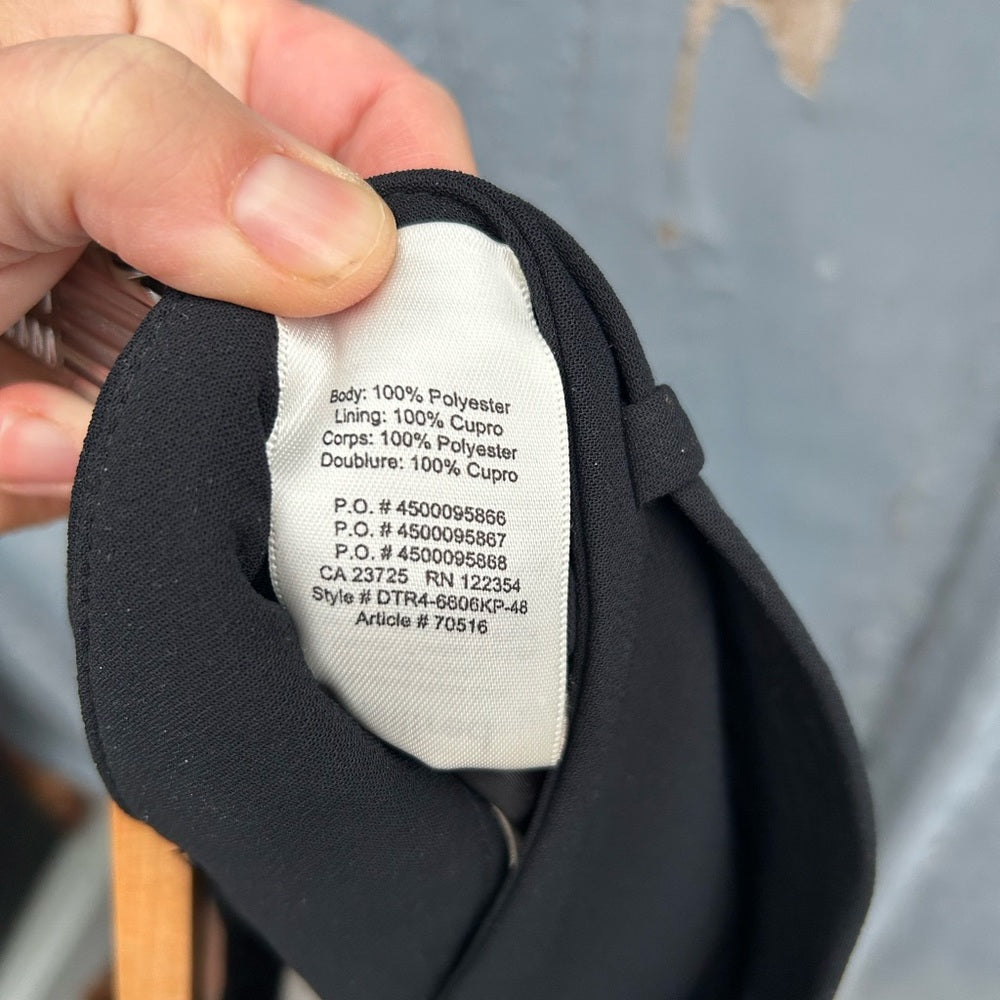 Body: 100% Polyester
Lining: 100% Cupro
Corps: 100% Polyester
Doublure: 100% Cupro
P.O. # 4500095866
P.O. # 4500095867
P.O. # 4500095868
CA 23725 RN 122354
Style # DTR4-6606KP-48
Article # 70516